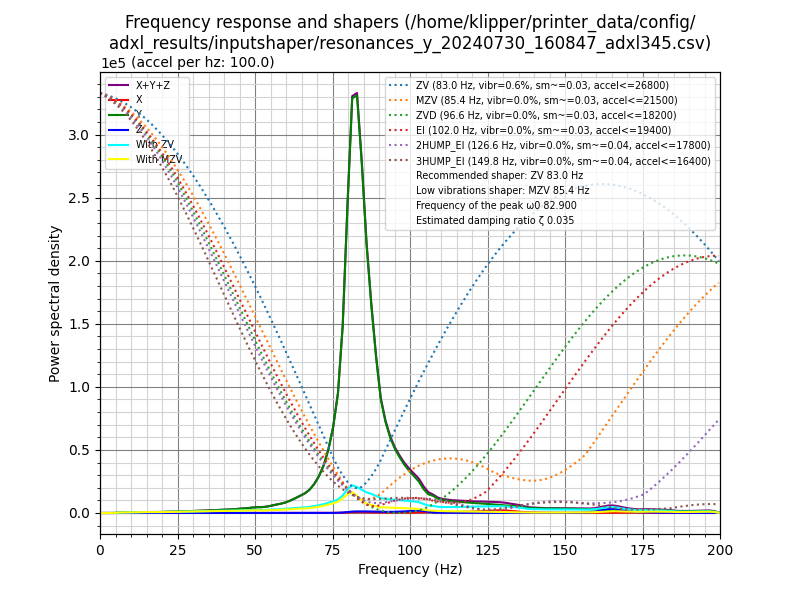 Frequency response and shapers (/home/klipper/printer_data/config/
adxl_results/inputshaper/resonances_y_20240730_160847_adxl345.csv)
1e5 (accel per hz: 100.0)
X+Y+Z
X
Y
Z
With ZV
With MZV
ZV (83.0 Hz, vibr=0.6%, sm~=0.03, accel<=26800)
MZV (85.4 Hz, vibr=0.0%, sm~=0.03, accel<=21500)
ZVD (96.6 Hz, vibr=0.0%, sm~=0.03, accel<=18200)
EI (102.0 Hz, vibr=0.0%, sm~=0.03, accel<=19400)
2HUMP_EI (126.6 Hz, vibr=0.0%, sm~=0.04, accel<=17800)
3HUMP_EI (149.8 Hz, vibr=0.0%, sm~=0.04, accel<=16400)
Recommended shaper: ZV 83.0 Hz
Low vibrations shaper: MZV 85.4 Hz
Frequency of the peak ω0 82.900
Estimated damping ratio ζ 0.035
Power spectral density
3.0
2.5
2.0
1.5
1.0
0.5
0.0
0 25 50 75 100 125 150 175 200
Frequency (Hz)